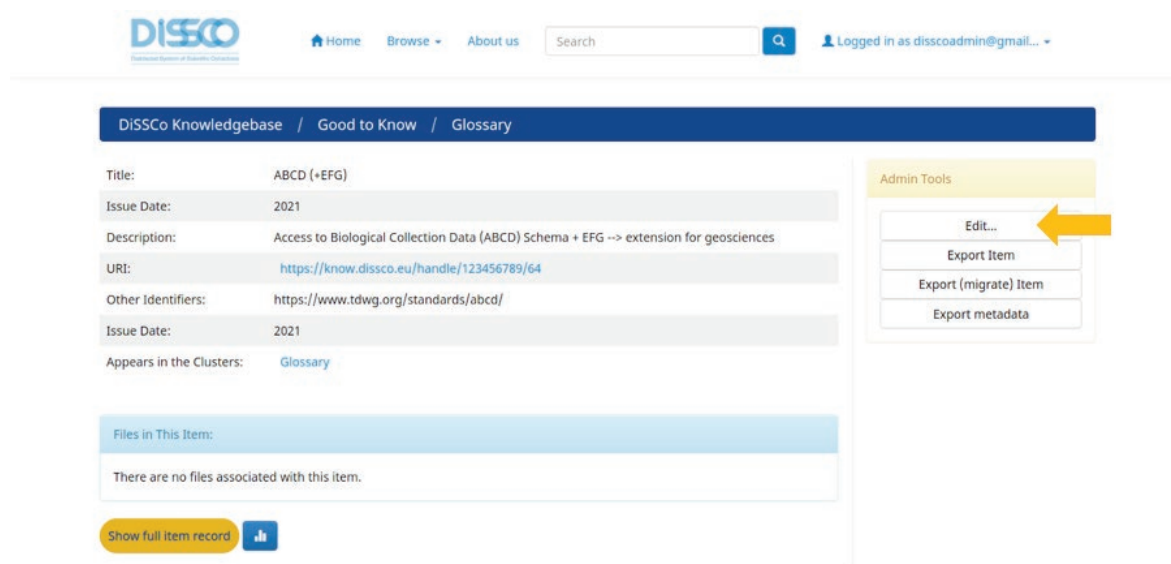 DISSCO
Home Browse About us Search Logged in as disscoadmin@gmail...
DiSSCo Knowledgebase / Good to Know / Glossary
Title: ABCD (+EFG)
Issue Date: 2021
Description: Access to Biological Collection Data (ABCD) Schema + EFG --> extension for geosciences
URI: https://know.dissco.eu/handle/123456789/64
Other Identifiers: https://www.tdwg.org/standards/abcd/
Issue Date: 2021
Appears in the Clusters: Glossary
Admin Tools
Edit...
Export Item
Export (migrate) Item
Export metadata
Files in This Item:
There are no files associated with this item.
Show full item record